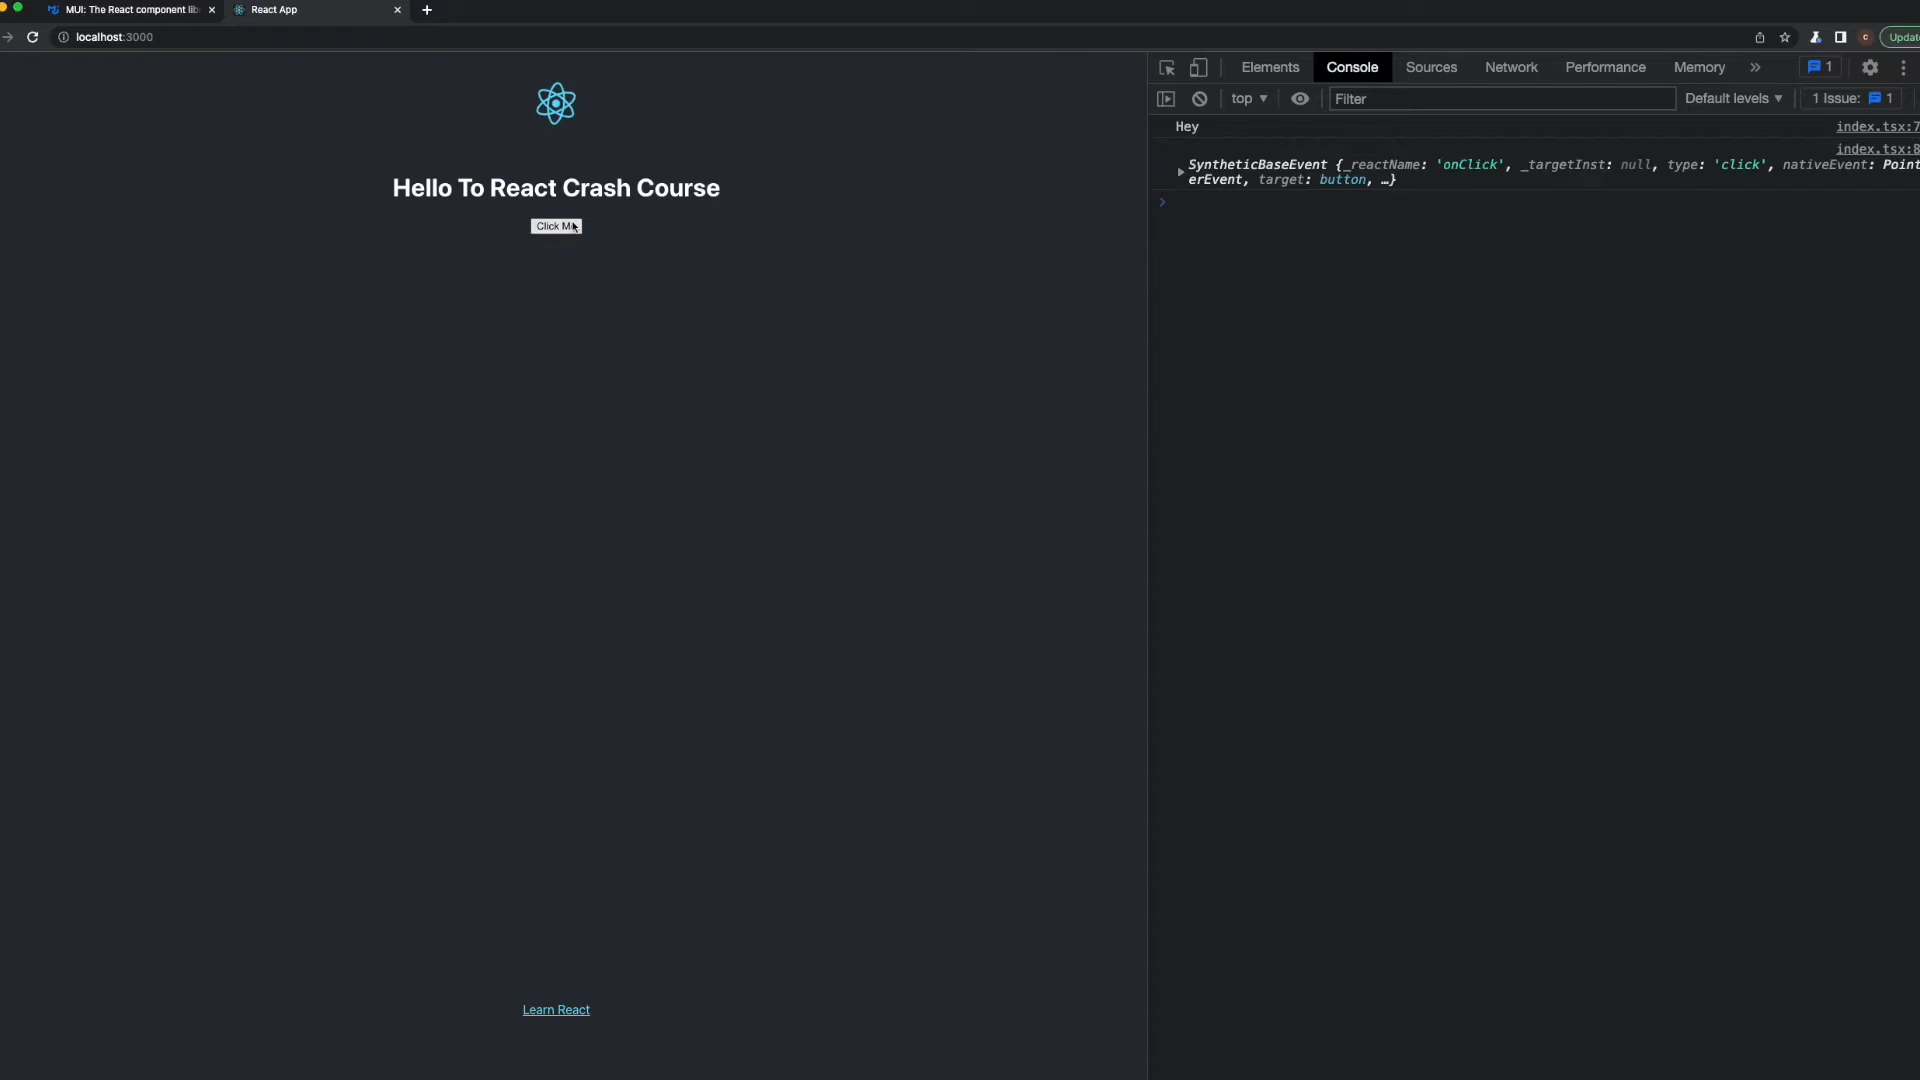 MUI: The React component lib
React App
localhost:3000
Update
Elements
Console
Sources
Network
Performance
Memory
1
top
Filter
Default levels
1 Issue:
1
Hello To React Crash Course
Click M
Learn React
Hey
index.tsx:7
index.tsx:8
SyntheticBaseEvent {_reactName: 'onClick', _targetInst: null, type: 'click', nativeEvent: Point
erEvent, target: button, …}